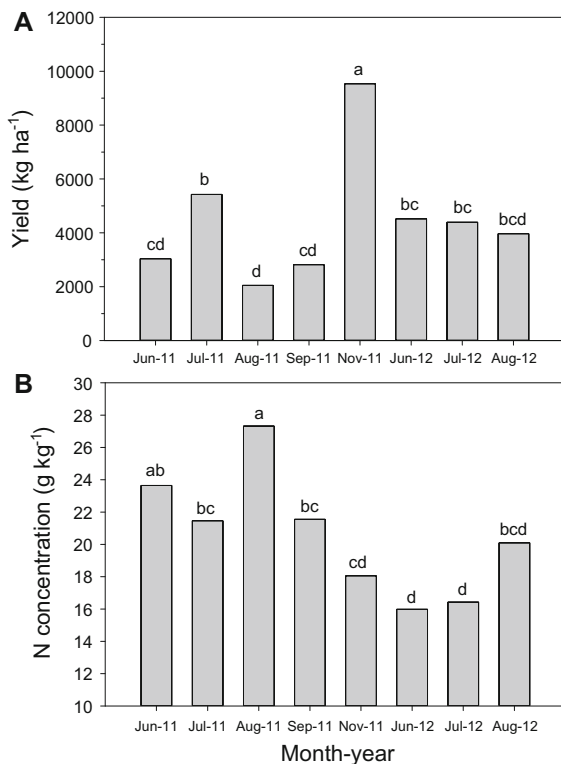 A
Yield (kg ha⁻¹)
12000
10000
8000
6000
4000
2000
0
cd
b
d
cd
a
bc
bc
bcd
Jun-11 Jul-11 Aug-11 Sep-11 Nov-11 Jun-12 Jul-12 Aug-12
B
N concentration (g kg⁻¹)
30
28
26
24
22
20
18
16
14
12
10
ab
bc
a
bc
cd
d
d
bcd
Jun-11 Jul-11 Aug-11 Sep-11 Nov-11 Jun-12 Jul-12 Aug-12
Month-year